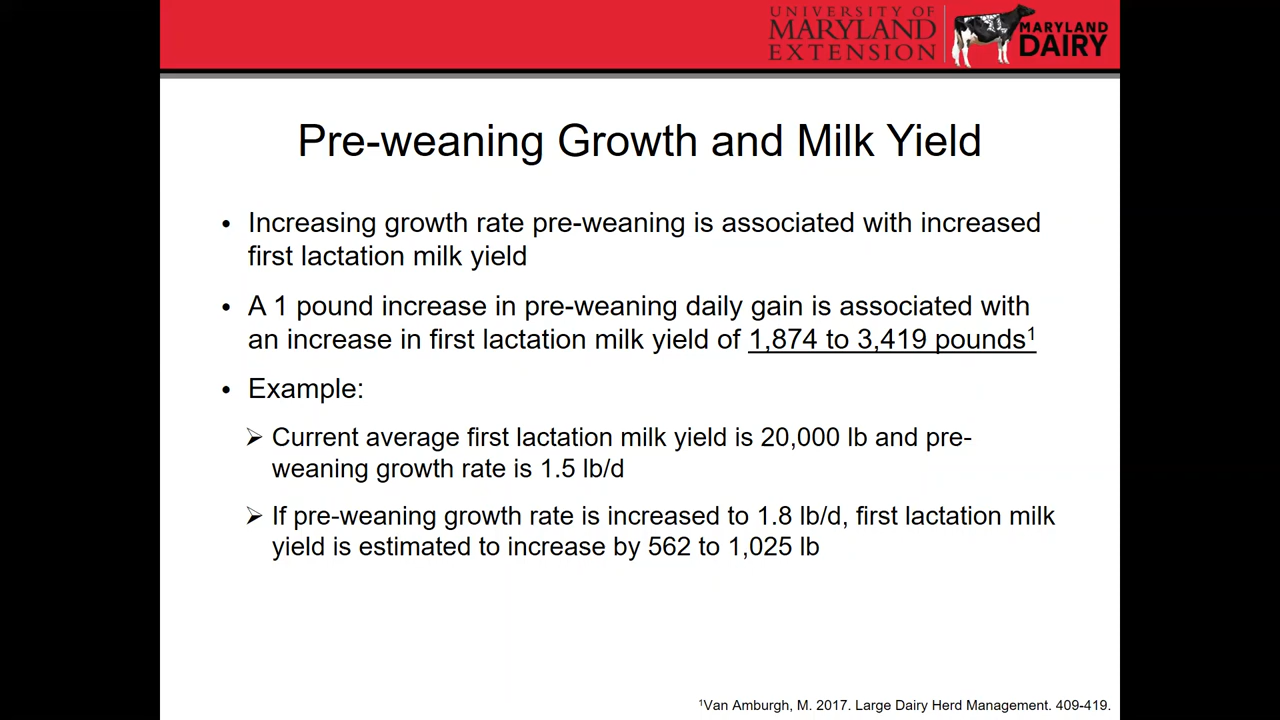 UNIVERSITY OF
MARYLAND
EXTENSION
MARYLAND
DAIRY
Pre-weaning Growth and Milk Yield
• Increasing growth rate pre-weaning is associated with increased
first lactation milk yield
• A 1 pound increase in pre-weaning daily gain is associated with
an increase in first lactation milk yield of 1,874 to 3,419 pounds¹
• Example:
➢ Current average first lactation milk yield is 20,000 lb and pre-
weaning growth rate is 1.5 lb/d
➢ If pre-weaning growth rate is increased to 1.8 lb/d, first lactation milk
yield is estimated to increase by 562 to 1,025 lb
¹Van Amburgh, M. 2017. Large Dairy Herd Management. 409-419.